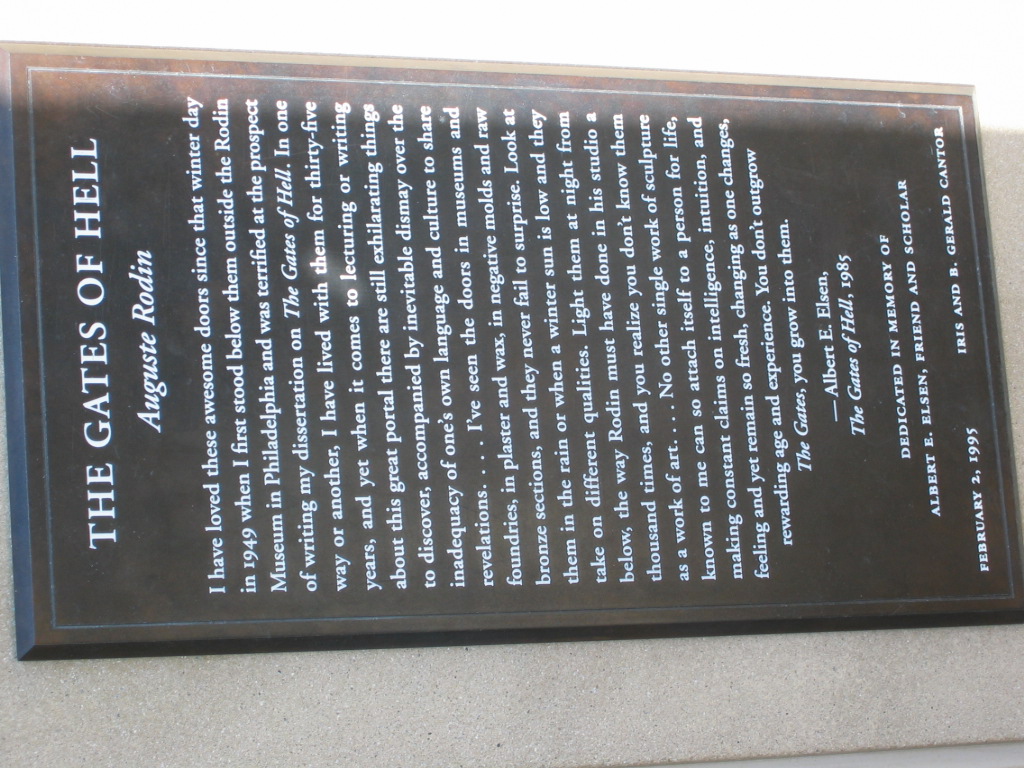 THE GATES OF HELL
Auguste Rodin
I have loved these awesome doors since that winter day
in 1949 when I first stood below them outside the Rodin
Museum in Philadelphia and was terrified at the prospect
of writing my dissertation on The Gates of Hell. In one
way or another, I have lived with them for thirty-five
years, and yet when it comes to lecturing or writing
about this great portal there are still exhilarating things
to discover, accompanied by inevitable dismay over the
inadequacy of one's own language and culture to share
revelations. . . . I've seen the doors in museums and
foundries, in plaster and wax, in negative molds and raw
bronze sections, and they never fail to surprise. Look at
them in the rain or when a winter sun is low and they
take on different qualities. Light them at night from
below, the way Rodin must have done in his studio a
thousand times, and you realize you don't know them
as a work of art. . . . No other single work of sculpture
known to me can so attach itself to a person for life,
making constant claims on intelligence, intuition, and
feeling and yet remain so fresh, changing as one changes,
rewarding age and experience. You don't outgrow
The Gates, you grow into them.
—Albert E. Elsen,
The Gates of Hell, 1985
DEDICATED IN MEMORY OF
ALBERT E. ELSEN, FRIEND AND SCHOLAR
IRIS AND B. GERALD CANTOR
FEBRUARY 2, 1995